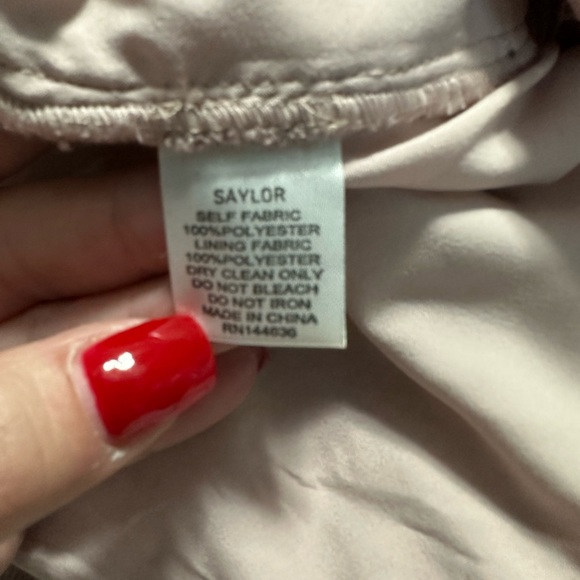 SAYLOR
SELF FABRIC
100%POLYESTER
LINING FABRIC
100%POLYESTER
DRY CLEAN ONLY
DO NOT BLEACH
DO NOT IRON
MADE IN CHINA
RN144636